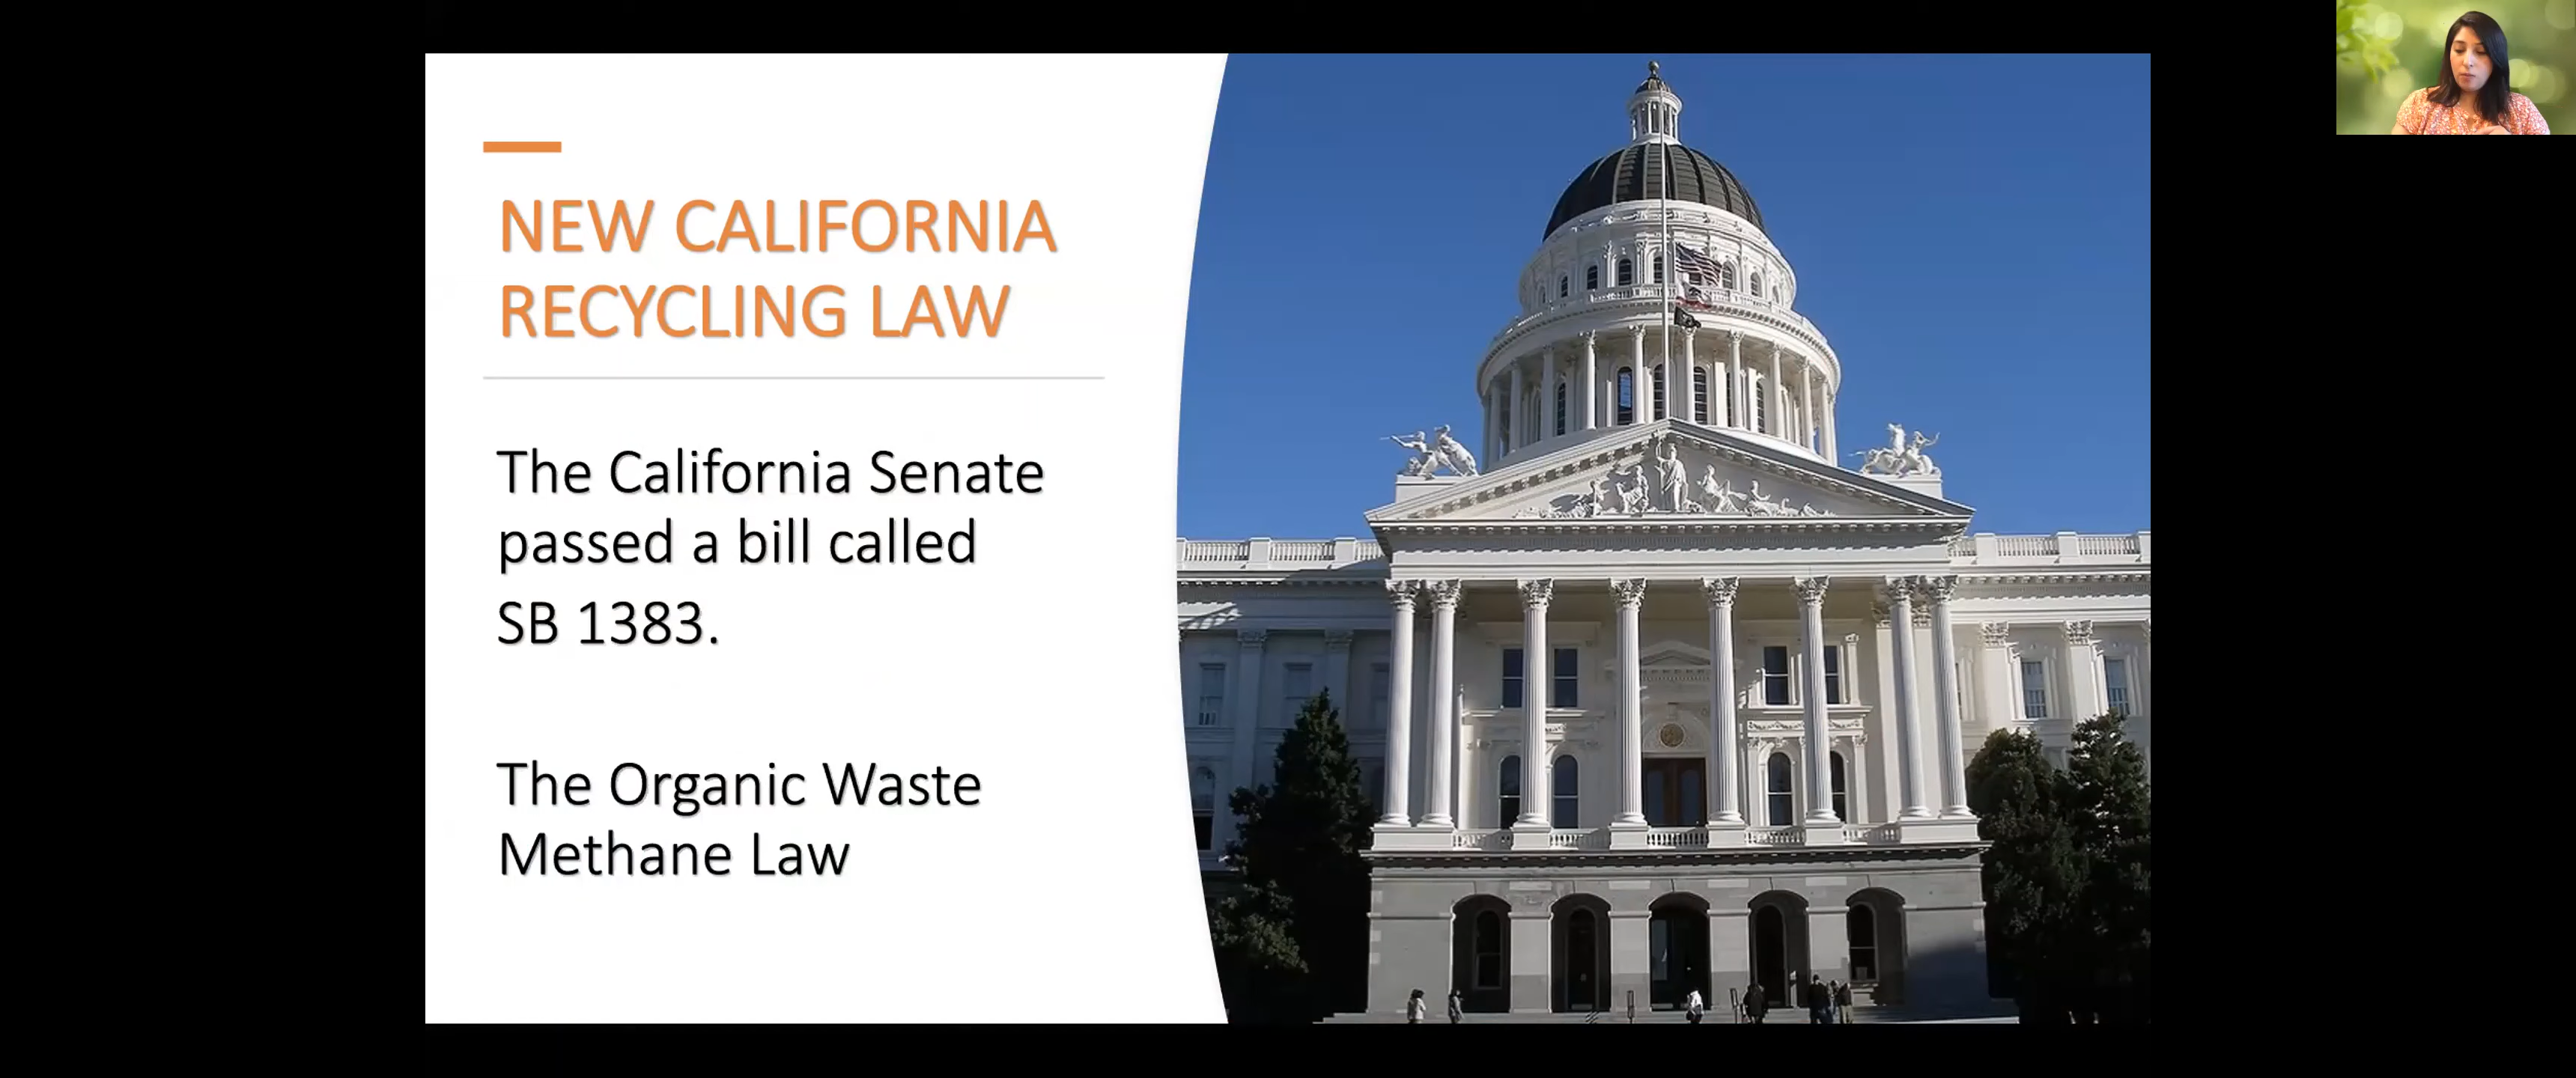 NEW CALIFORNIA
RECYCLING LAW
The California Senate
passed a bill called
SB 1383.
The Organic Waste
Methane Law